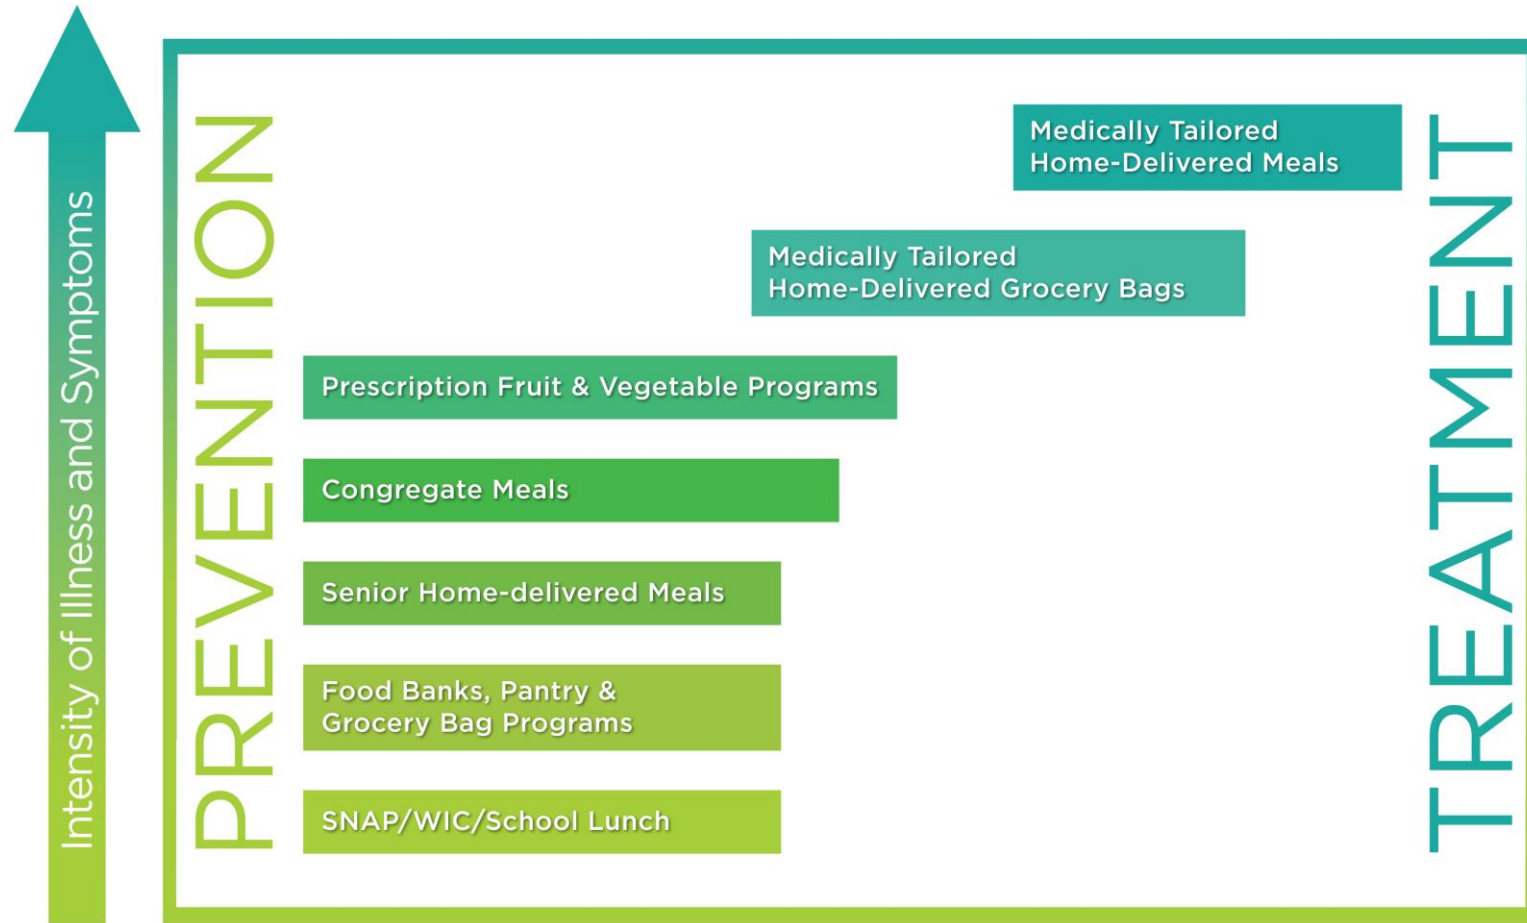 Intensity of Illness and Symptoms
PREVENTION
Medically Tailored
Home-Delivered Meals
Medically Tailored
Home-Delivered Grocery Bags
Prescription Fruit & Vegetable Programs
Congregate Meals
Senior Home-delivered Meals
Food Banks, Pantry &
Grocery Bag Programs
SNAP/WIC/School Lunch
TREATMENT